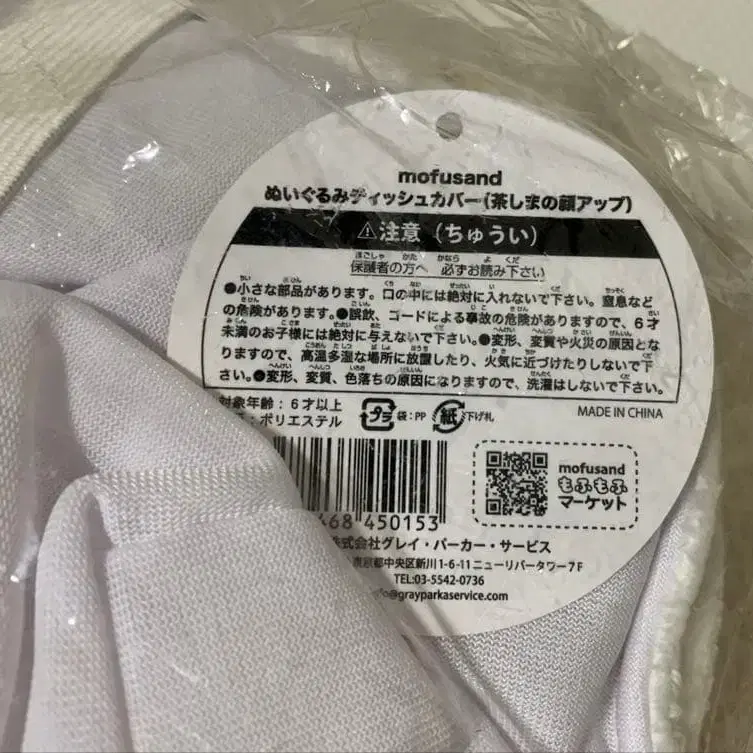 mofusand
ぬいぐるみティッシュカバー(茶しまの顔アップ)
⚠注意(ちゅうい)
保護者の方へ 必ずお読み下さい
●小さな部品があります。口の中には絶対に入れないで下さい。窒息など
の危険があります。●誤飲、コードによる事故の危険がありますので、6才
未満のお子様には絶対に与えないで下さい。●変形、変質や火災の原因とな
りますので、高温多湿な場所に放置したり、火気に近づけたりしないで下
さい。●変形、変質、色落ちの原因になりますので、洗濯はしないで下さい。
対象年齢:6才以上
ポリエステル
プラ 袋:PP 紙 下げ札
MADE IN CHINA
468 450153
mofusand
もふもふ
マーケット
株式会社グレイ・パーカー・サービス
東京都中央区新川1-6-11ニューリバータワー7F
TEL:03-5542-0736
info@grayparkaservice.com